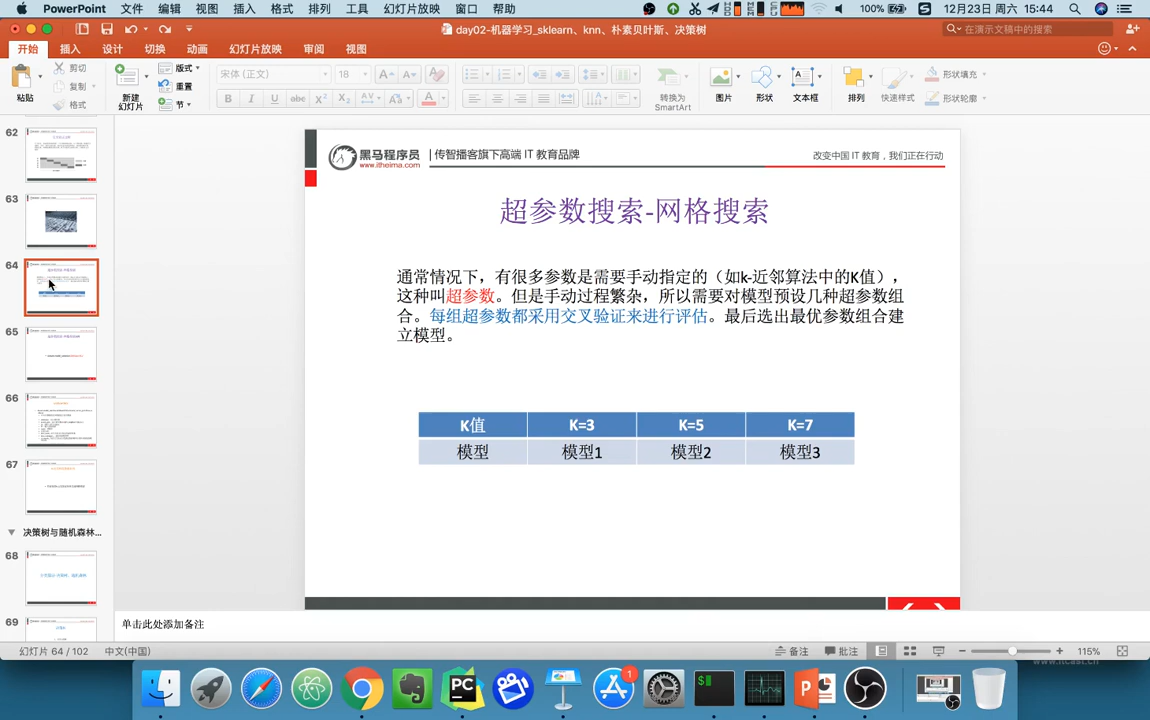 PowerPoint 文件 编辑 视图 插入 格式 排列 工具 幻灯片放映 窗口 帮助 100% 12月23日 周六 15:44
day02-机器学习_sklearn、knn、朴素贝叶斯、决策树
在演示文稿中的搜索
开始 插入 设计 切换 动画 幻灯片放映 审阅 视图
粘贴 剪切 复制 格式
新建幻灯片 版式 重置 节
宋体 (正文) 18
转换为 SmartArt
图片 形状 文本框 排列 快速样式 形状填充 形状轮廓
62
63
64
65
66
67
决策树与随机森林...
68
69
黑马程序员
www.itheima.com
传智播客旗下高端 IT 教育品牌
改变中国 IT 教育，我们正在行动
超参数搜索-网格搜索
通常情况下，有很多参数是需要手动指定的（如k-近邻算法中的K值），
这种叫超参数。但是手动过程繁杂，所以需要对模型预设几种超参数组
合。每组超参数都采用交叉验证来进行评估。最后选出最优参数组合建
立模型。
K值 K=3 K=5 K=7
模型 模型1 模型2 模型3
单击此处添加备注
幻灯片 64 / 102 中文(中国) 备注 批注 115%
www.itcast.cn